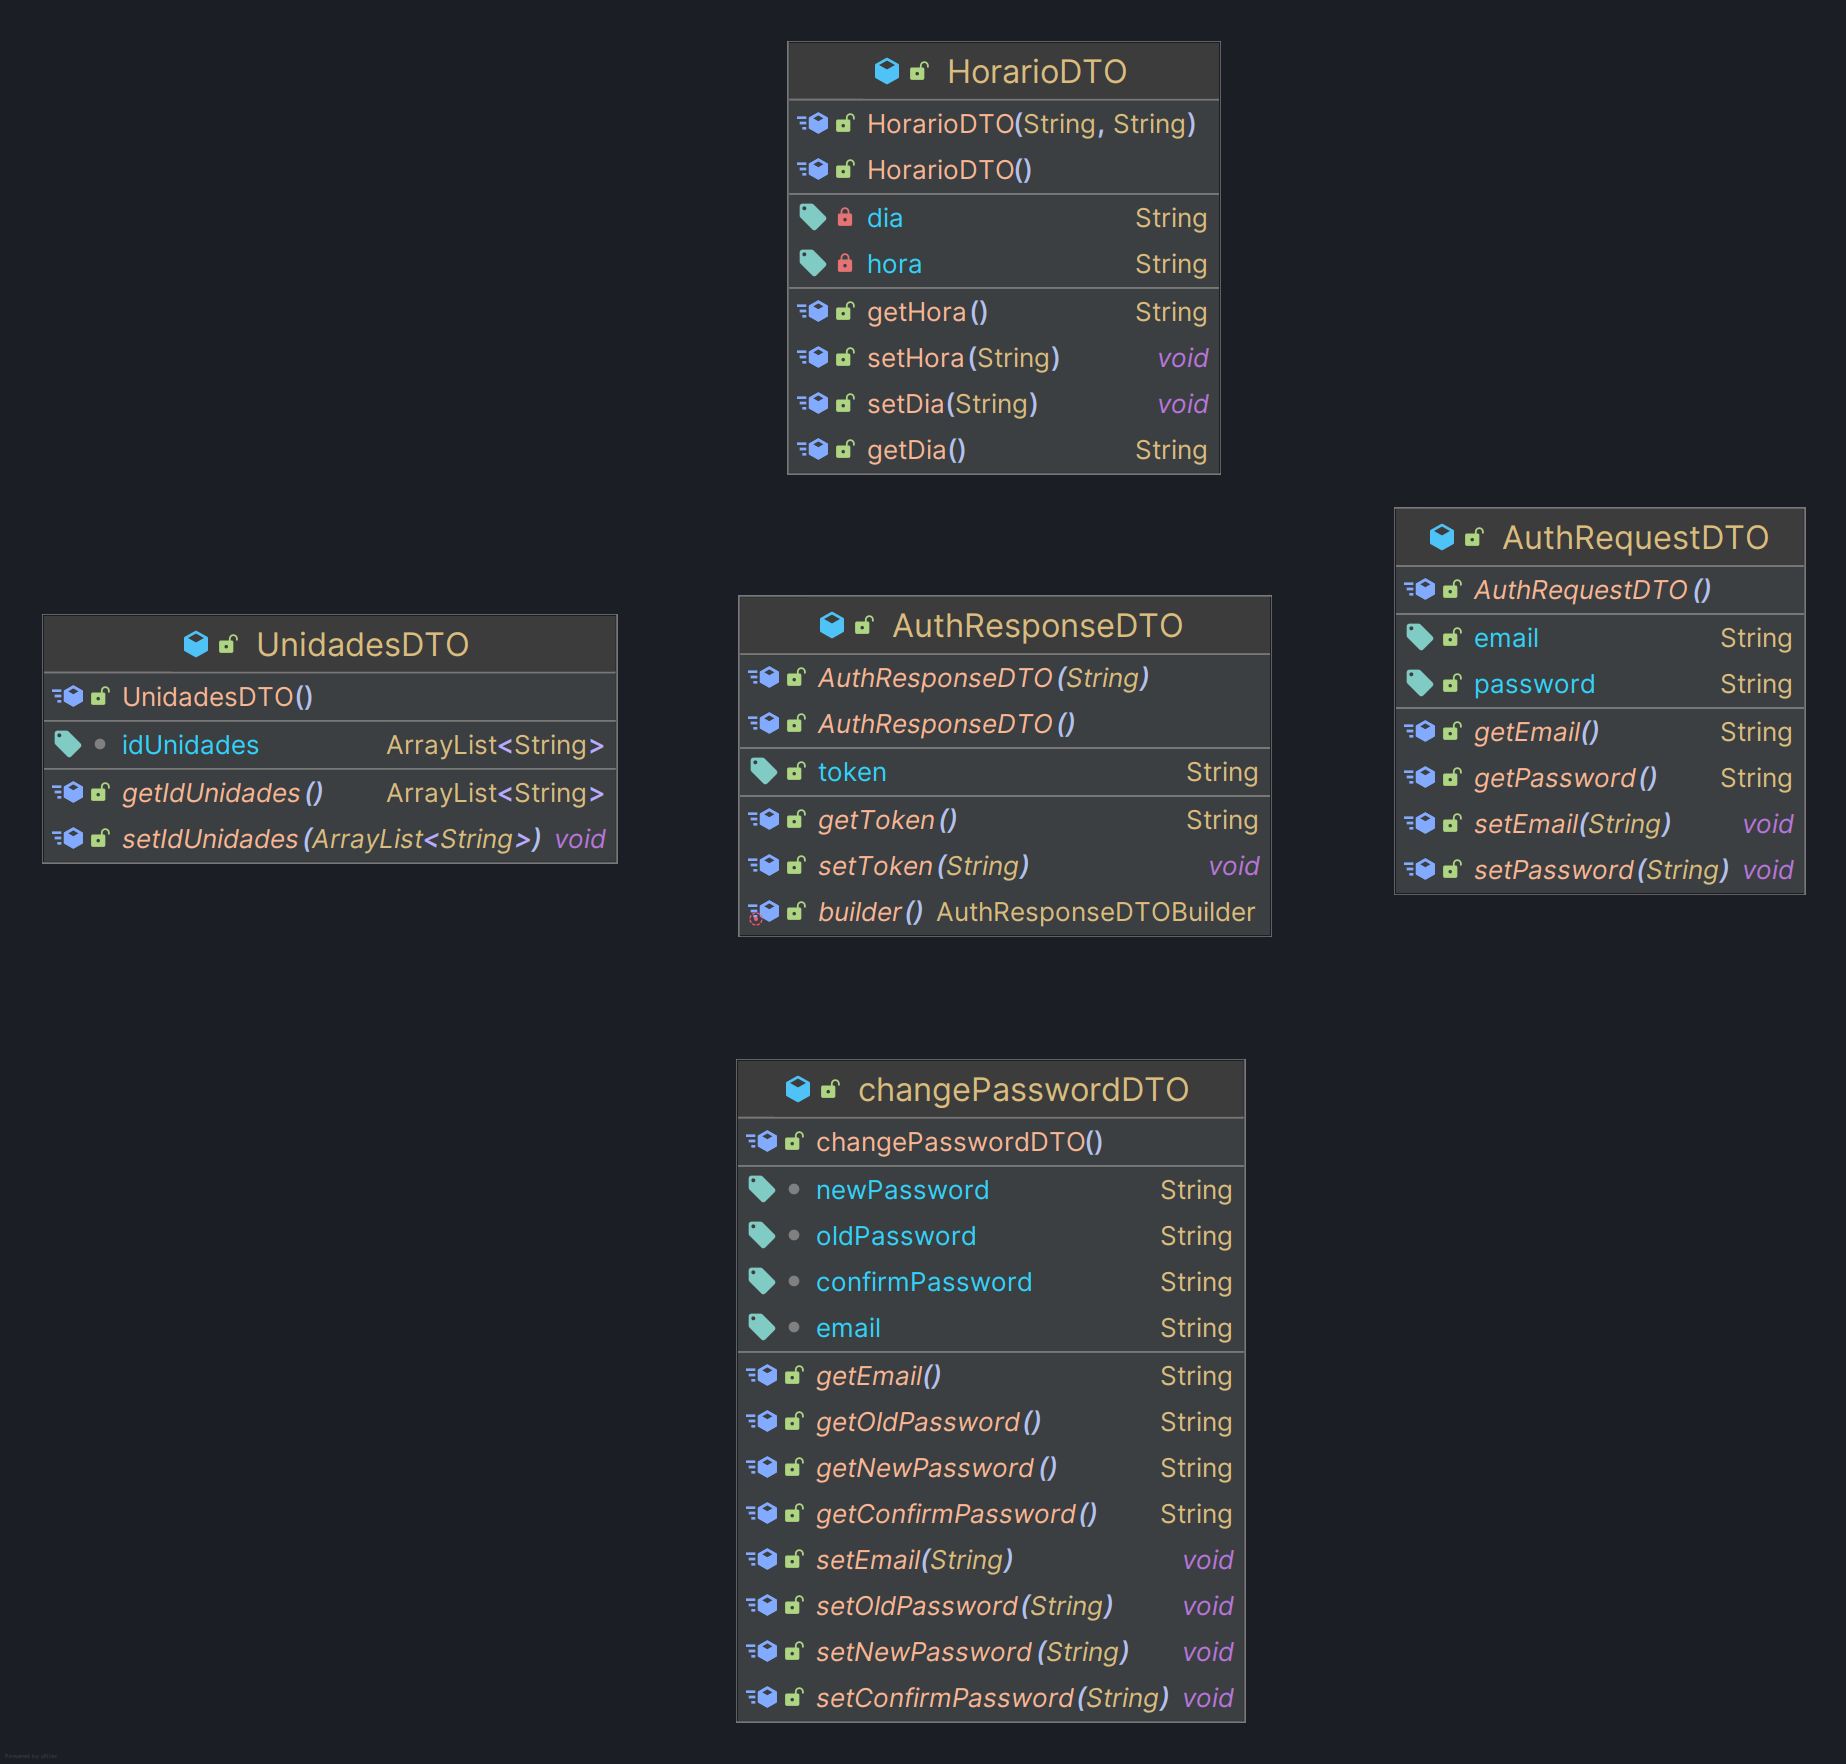 HorarioDTO
HorarioDTO(String, String)
HorarioDTO()
dia String
hora String
getHora() String
setHora(String) void
setDia(String) void
getDia() String
UnidadesDTO
UnidadesDTO()
idUnidades ArrayList<String>
getIdUnidades() ArrayList<String>
setIdUnidades(ArrayList<String>) void
AuthResponseDTO
AuthResponseDTO(String)
AuthResponseDTO()
token String
getToken() String
setToken(String) void
builder() AuthResponseDTOBuilder
AuthRequestDTO
AuthRequestDTO()
email String
password String
getEmail() String
getPassword() String
setEmail(String) void
setPassword(String) void
changePasswordDTO
changePasswordDTO()
newPassword String
oldPassword String
confirmPassword String
email String
getEmail() String
getOldPassword() String
getNewPassword() String
getConfirmPassword() String
setEmail(String) void
setOldPassword(String) void
setNewPassword(String) void
setConfirmPassword(String) void
Powered by yFiles